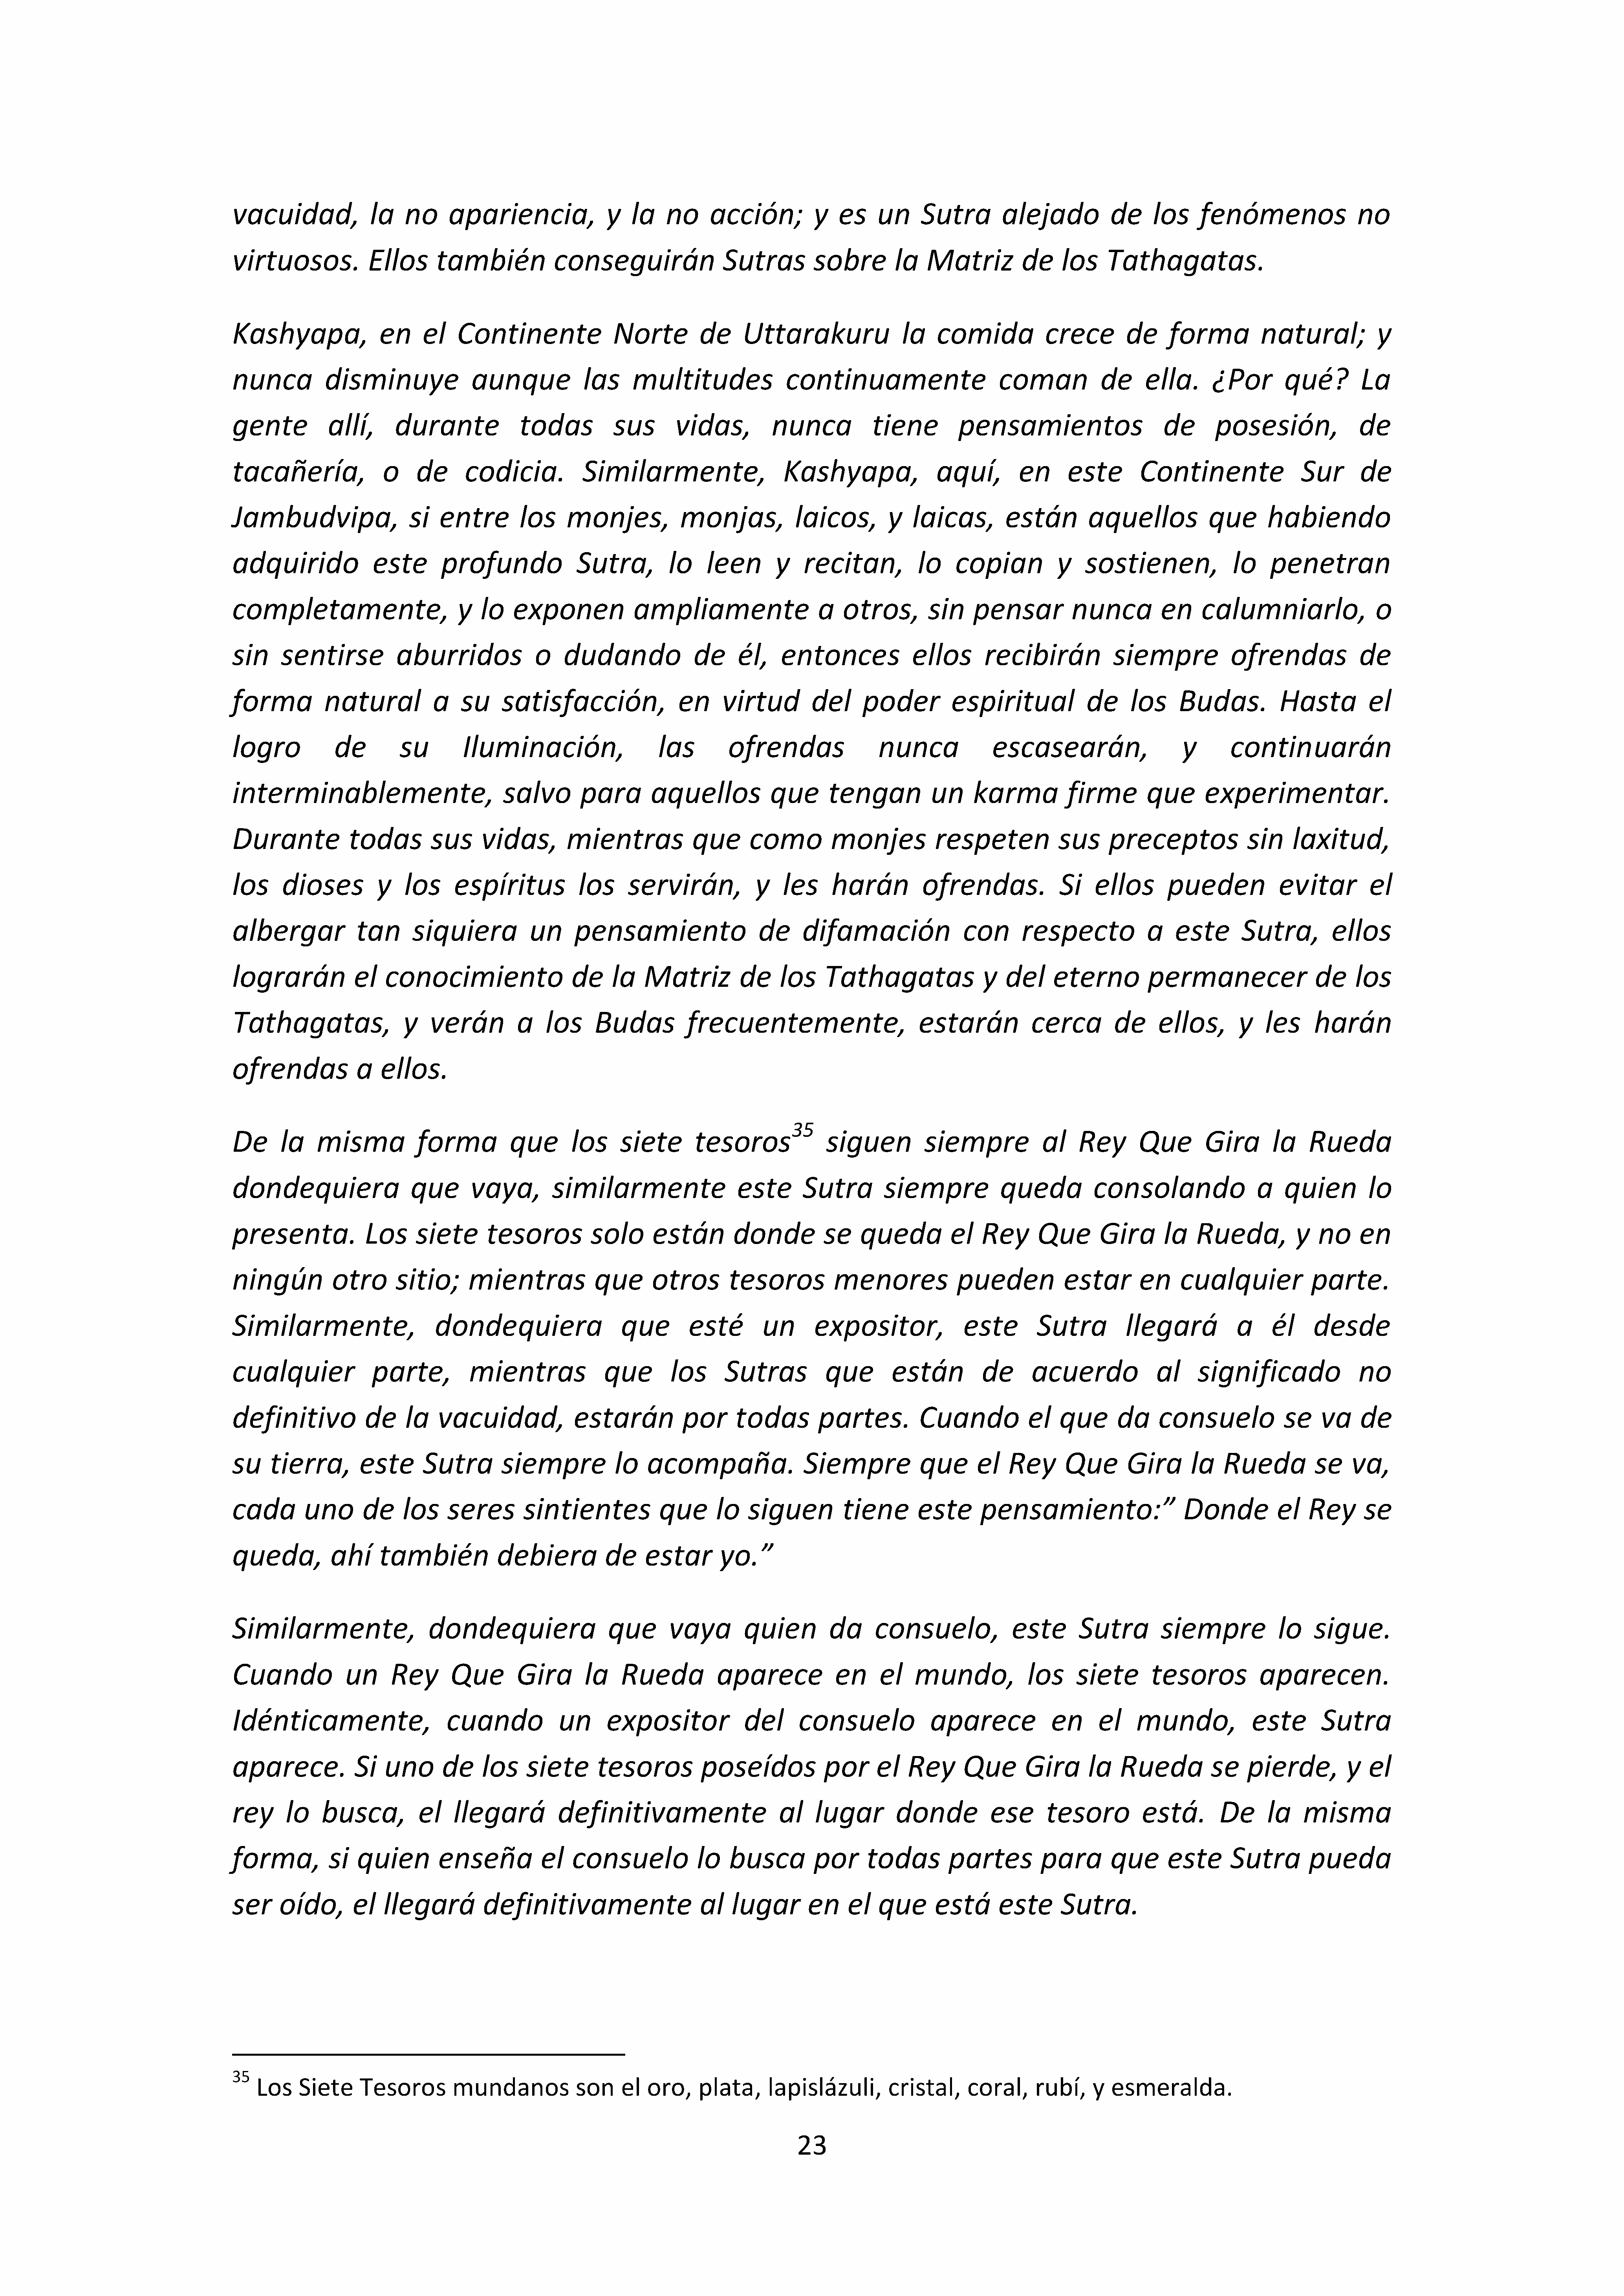 vacuidad, la no apariencia, y la no acción; y es un Sutra alejado de los fenómenos no
virtuosos. Ellos también conseguirán Sutras sobre la Matriz de los Tathagatas.
Kashyapa, en el Continente Norte de Uttarakuru la comida crece de forma natural; y
nunca disminuye aunque las multitudes continuamente coman de ella. ¿Por qué? La
gente allí, durante todas sus vidas, nunca tiene pensamientos de posesión, de
tacañería, o de codicia. Similarmente, Kashyapa, aquí, en este Continente Sur de
Jambudvipa, si entre los monjes, monjas, laicos, y laicas, están aquellos que habiendo
adquirido este profundo Sutra, lo leen y recitan, lo copian y sostienen, lo penetran
completamente, y lo exponen ampliamente a otros, sin pensar nunca en calumniarlo, o
sin sentirse aburridos o dudando de él, entonces ellos recibirán siempre ofrendas de
forma natural a su satisfacción, en virtud del poder espiritual de los Budas. Hasta el
logro de su Iluminación, las ofrendas nunca escasearán, y continuarán
interminablemente, salvo para aquellos que tengan un karma firme que experimentar.
Durante todas sus vidas, mientras que como monjes respeten sus preceptos sin laxitud,
los dioses y los espíritus los servirán, y les harán ofrendas. Si ellos pueden evitar el
albergar tan siquiera un pensamiento de difamación con respecto a este Sutra, ellos
lograrán el conocimiento de la Matriz de los Tathagatas y del eterno permanecer de los
Tathagatas, y verán a los Budas frecuentemente, estarán cerca de ellos, y les harán
ofrendas a ellos.
De la misma forma que los siete tesoros35 siguen siempre al Rey Que Gira la Rueda
dondequiera que vaya, similarmente este Sutra siempre queda consolando a quien lo
presenta. Los siete tesoros solo están donde se queda el Rey Que Gira la Rueda, y no en
ningún otro sitio; mientras que otros tesoros menores pueden estar en cualquier parte.
Similarmente, dondequiera que esté un expositor, este Sutra llegará a él desde
cualquier parte, mientras que los Sutras que están de acuerdo al significado no
definitivo de la vacuidad, estarán por todas partes. Cuando el que da consuelo se va de
su tierra, este Sutra siempre lo acompaña. Siempre que el Rey Que Gira la Rueda se va,
cada uno de los seres sintientes que lo siguen tiene este pensamiento:” Donde el Rey se
queda, ahí también debiera de estar yo.”
Similarmente, dondequiera que vaya quien da consuelo, este Sutra siempre lo sigue.
Cuando un Rey Que Gira la Rueda aparece en el mundo, los siete tesoros aparecen.
Idénticamente, cuando un expositor del consuelo aparece en el mundo, este Sutra
aparece. Si uno de los siete tesoros poseídos por el Rey Que Gira la Rueda se pierde, y el
rey lo busca, el llegará definitivamente al lugar donde ese tesoro está. De la misma
forma, si quien enseña el consuelo lo busca por todas partes para que este Sutra pueda
ser oído, el llegará definitivamente al lugar en el que está este Sutra.
35 Los Siete Tesoros mundanos son el oro, plata, lapislázuli, cristal, coral, rubí, y esmeralda.
23